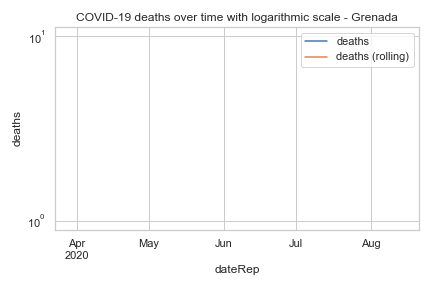 COVID-19 deaths over time with logarithmic scale - Grenada
10¹
deaths
deaths (rolling)
deaths
10⁰
Apr May Jun Jul Aug
2020
dateRep